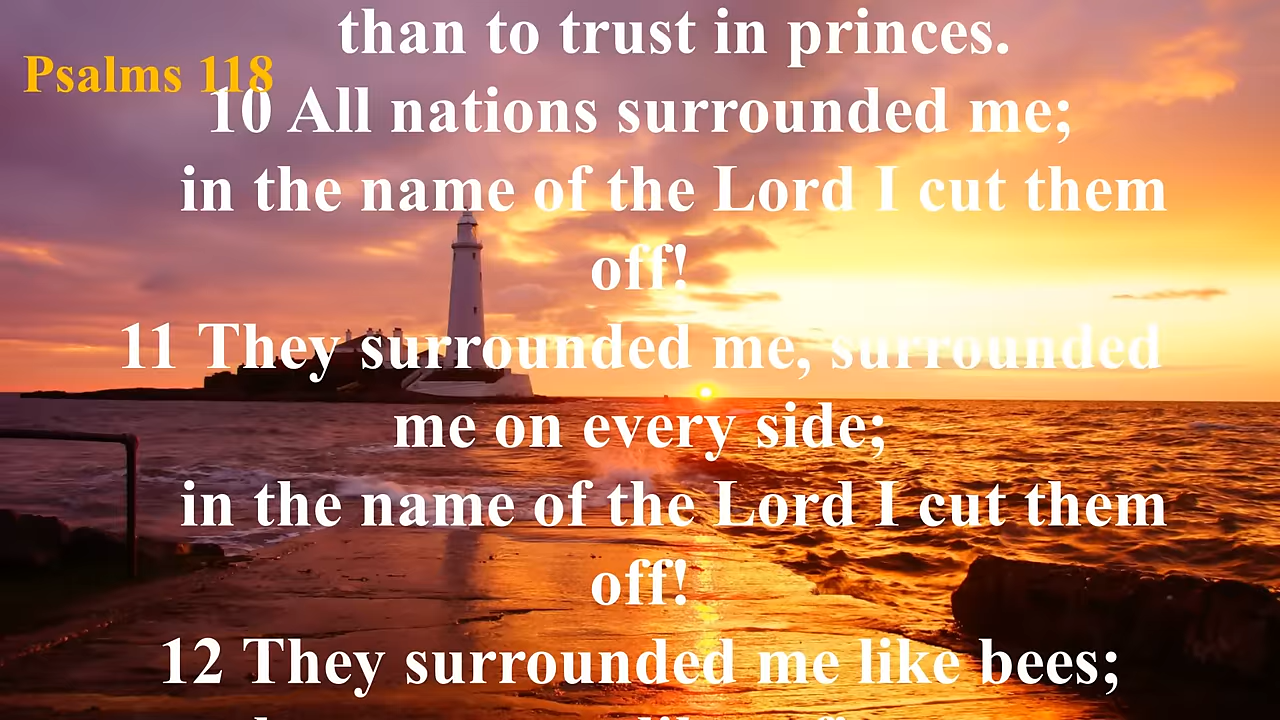 than to trust in princes.
Psalms 118
10 All nations surrounded me;
in the name of the Lord I cut them
off!
11 They surrounded me, surrounded
me on every side;
in the name of the Lord I cut them
off!
12 They surrounded me like bees;